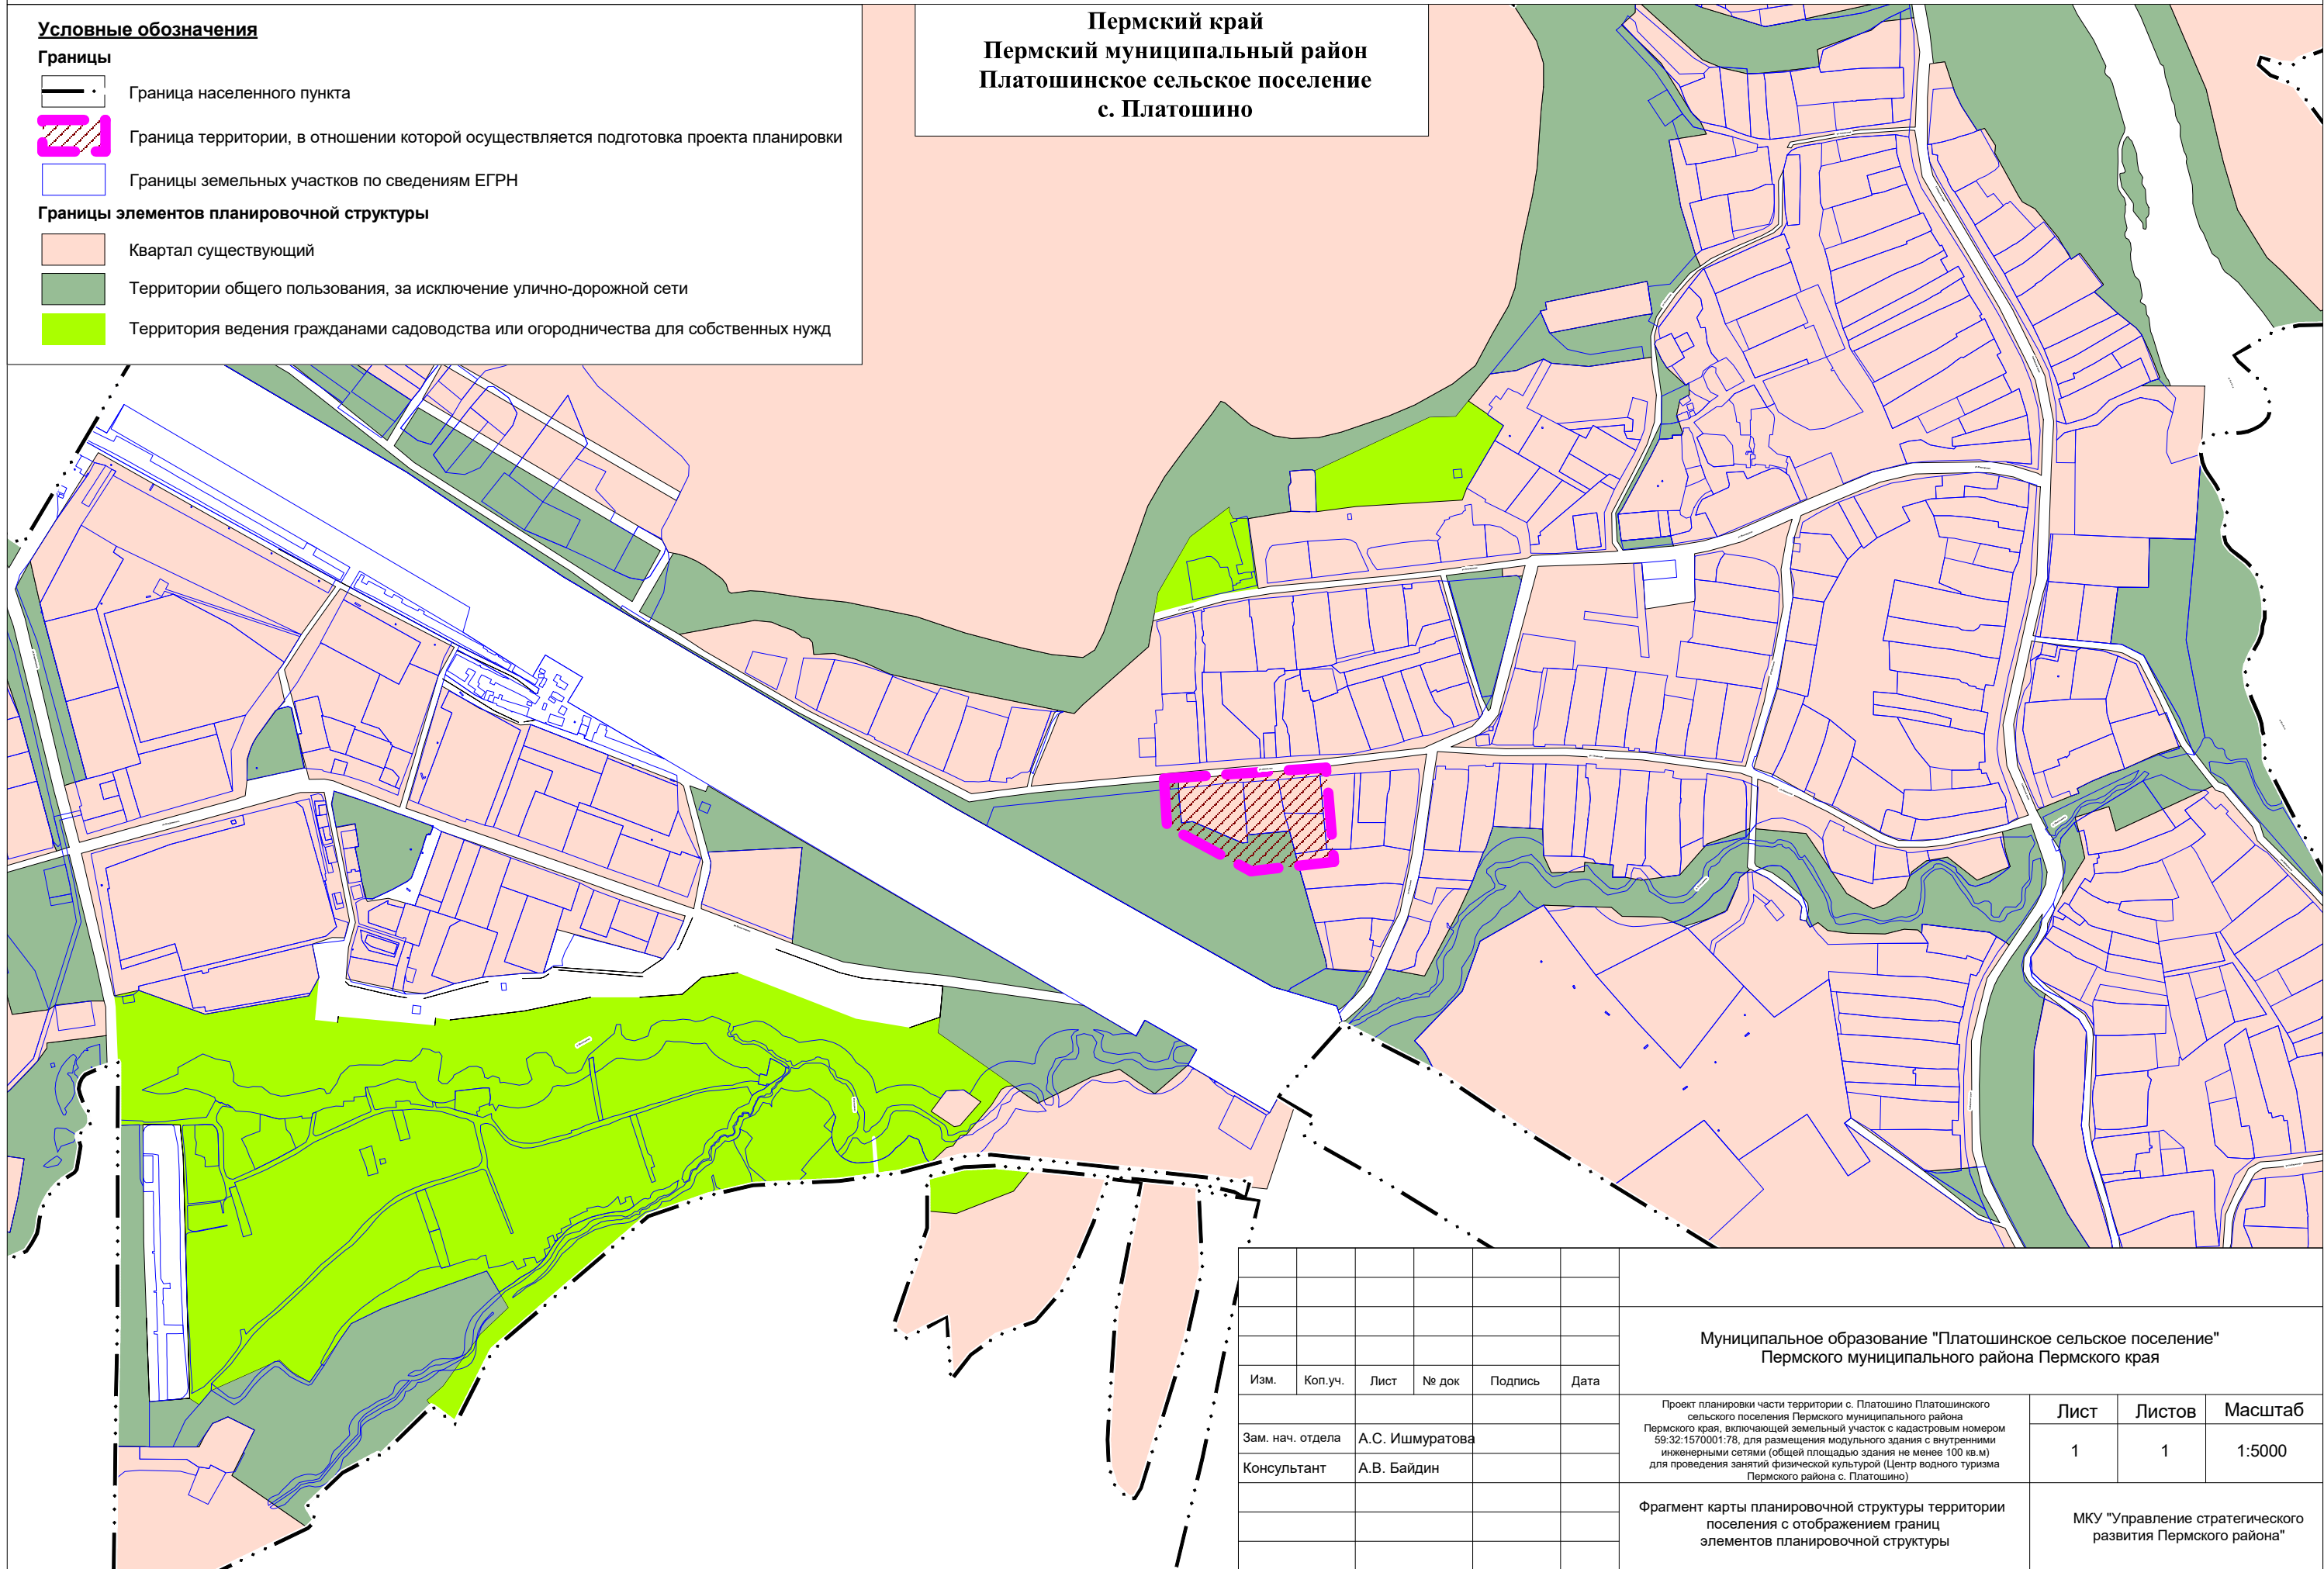 Условные обозначения
Границы
Граница населенного пункта
Граница территории, в отношении которой осуществляется подготовка проекта планировки
Границы земельных участков по сведениям ЕГРН
Границы элементов планировочной структуры
Квартал существующий
Территории общего пользования, за исключение улично-дорожной сети
Территория ведения гражданами садоводства или огородничества для собственных нужд
Пермский край
Пермский муниципальный район
Платошинское сельское поселение
с. Платошино
Изм. Кол.уч. Лист № док Подпись Дата
Зам. нач. отдела А.С. Ишмуратова
Консультант А.В. Байдин
Муниципальное образование "Платошинское сельское поселение"
Пермского муниципального района Пермского края
Проект планировки части территории с. Платошино Платошинского
сельского поселения Пермского муниципального района
Пермского края, включающей земельный участок с кадастровым номером
59:32:1570001:78, для размещения модульного здания с внутренними
инженерными сетями (общей площадью здания не менее 100 кв.м)
для проведения занятий физической культурой (Центр водного туризма
Пермского района с. Платошино)
Лист Листов Масштаб
1 1 1:5000
Фрагмент карты планировочной структуры территории
поселения с отображением границ
элементов планировочной структуры
МКУ "Управление стратегического
развития Пермского района"